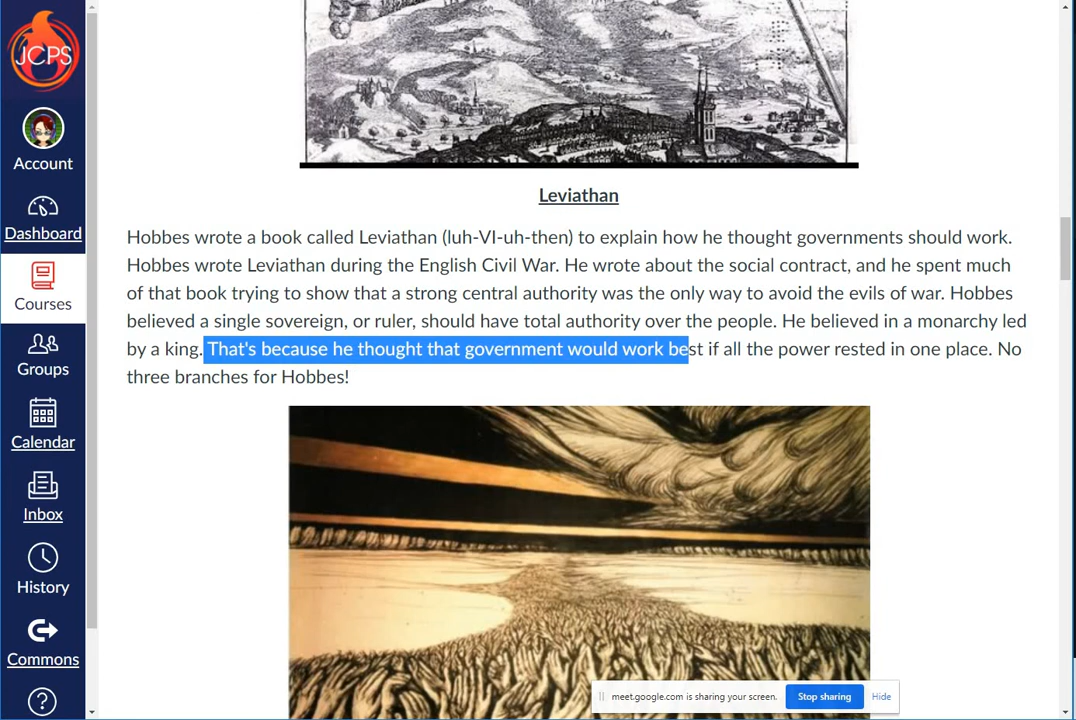 JCPS
Account
Dashboard
Courses
Groups
Calendar
Inbox
History
Commons
Leviathan
Hobbes wrote a book called Leviathan (luh-VI-uh-then) to explain how he thought governments should work.
Hobbes wrote Leviathan during the English Civil War. He wrote about the social contract, and he spent much
of that book trying to show that a strong central authority was the only way to avoid the evils of war. Hobbes
believed a single sovereign, or ruler, should have total authority over the people. He believed in a monarchy led
by a king. That's because he thought that government would work best if all the power rested in one place. No
three branches for Hobbes!
meet.google.com is sharing your screen. Stop sharing Hide